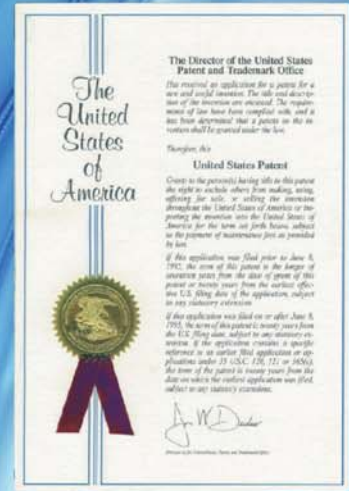 The
United
States
of
America
The Director of the United States
Patent and Trademark Office
Has received an application for a patent for a
new and useful invention. The title and descrip-
tion of the invention are enclosed. The require-
ments of law have been complied with, and it
has been determined that a patent on the in-
vention shall be granted under the law.
Therefore, this
United States Patent
Grants to the person(s) having title to this patent
the right to exclude others from making, using,
offering for sale, or selling the invention
throughout the United States of America or im-
porting the invention into the United States of
America for the term set forth below, subject
to the payment of maintenance fees as provided
by law.
If this application was filed prior to June 8,
1995, the term of this patent is the longer of
seventeen years from the date of grant of this
patent or twenty years from the earliest effec-
tive U.S. filing date of the application, subject
to any statutory extension.
If this application was filed on or after June 8,
1995, the term of this patent is twenty years from
the U.S. filing date, subject to any statutory ex-
tension. If the application contains a specific
reference to an earlier filed application or ap-
plications under 35 U.S.C. 120, 121 or 365(c),
the term of the patent is twenty years from the
date on which the earliest application was filed,
subject to any statutory extensions.